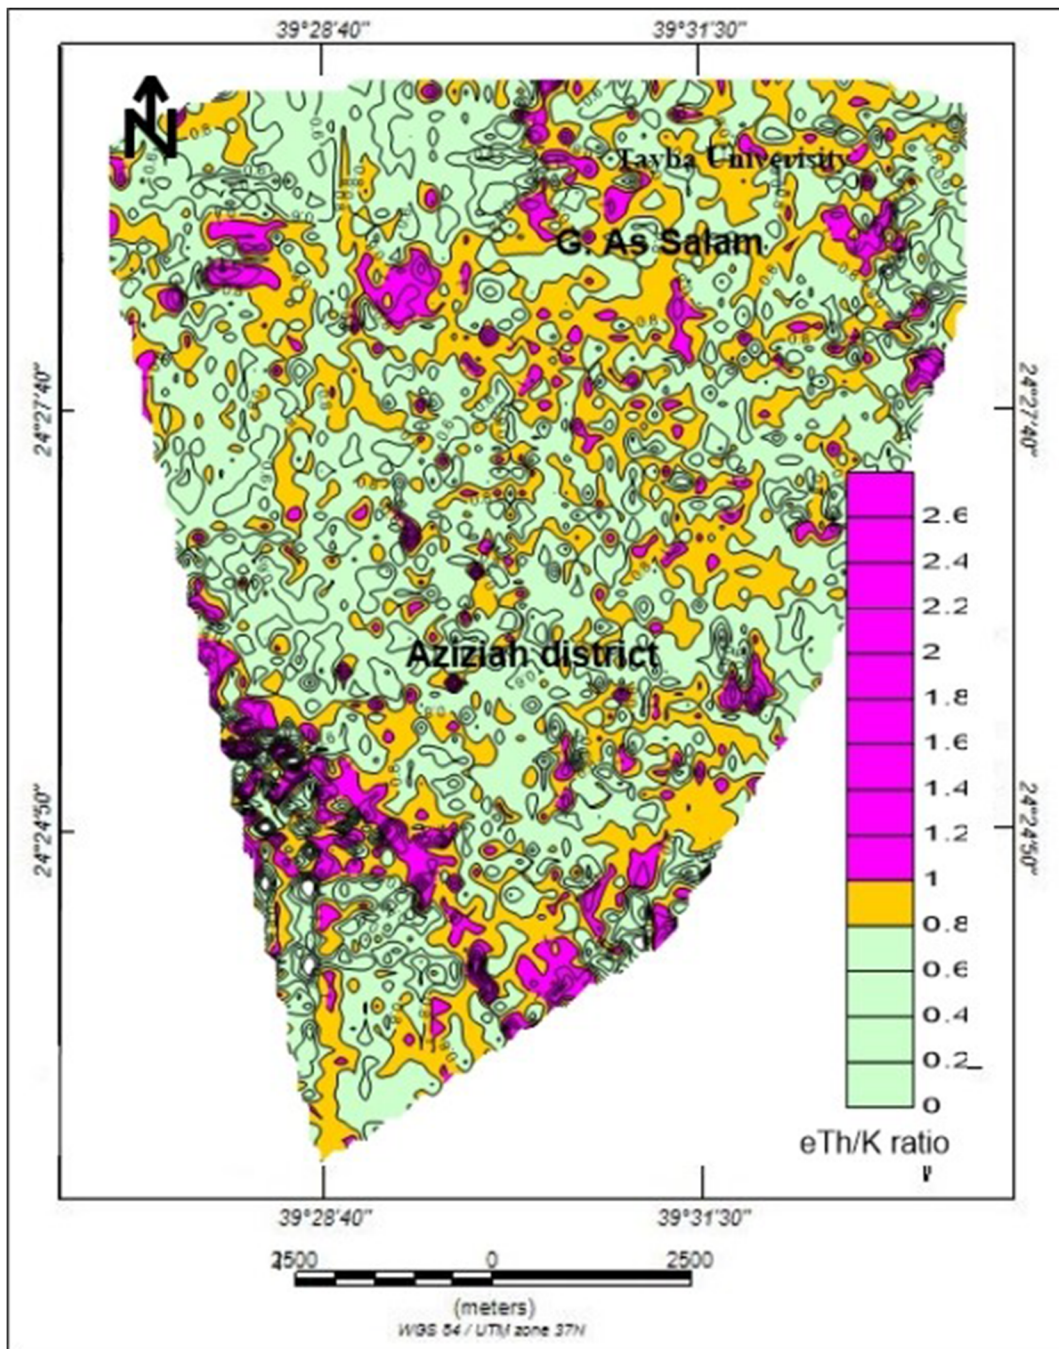 39°28'40" 39°31'30"
N
Tayba Univerisity
G. As Salam
24°27'40" 24°27'40"
2.6
2.4
2.2
2
1.8
1.6
1.4
1.2
1
0.8
0.6
0.4
0.2
0
Aziziah district
24°24'50" 24°24'50"
eTh/K ratio
39°28'40" 39°31'30"
2500 0 2500
(meters)
WGS 84 / UTM zone 37N